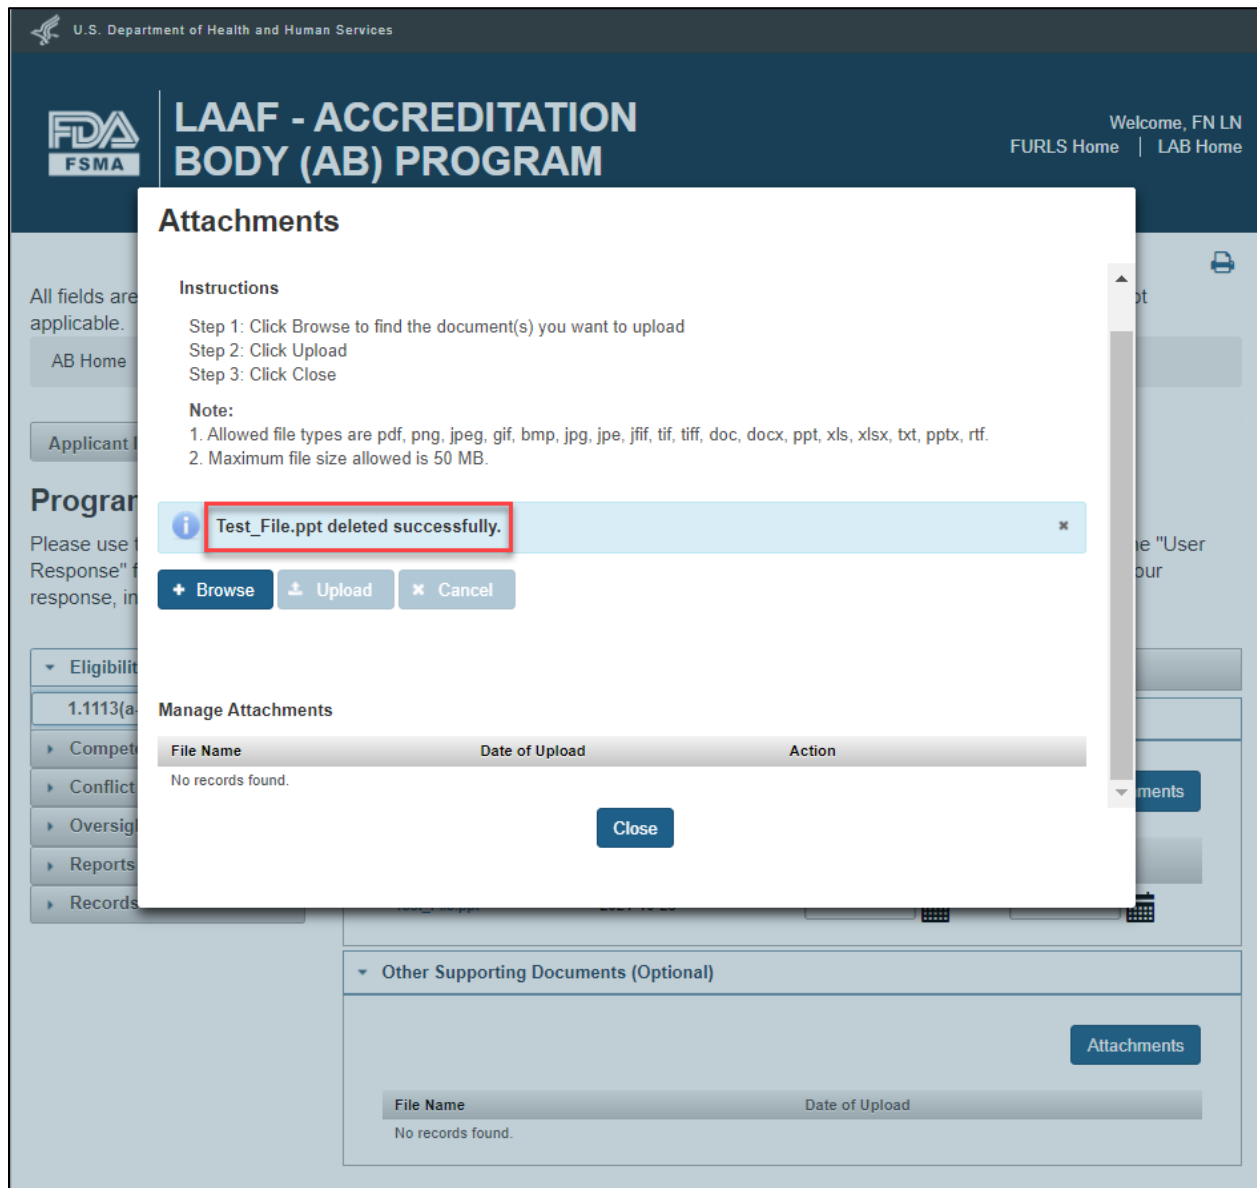 U.S. Department of Health and Human Services
FDA
FSMA
LAAF - ACCREDITATION
BODY (AB) PROGRAM
Welcome, FN LN
FURLS Home | LAB Home
Attachments
Instructions
All fields are
applicable.
Step 1: Click Browse to find the document(s) you want to upload
Step 2: Click Upload
Step 3: Click Close
AB Home
Note:
1. Allowed file types are pdf, png, jpeg, gif, bmp, jpg, jpe, jfif, tif, tiff, doc, docx, ppt, xls, xlsx, txt, pptx, rtf.
2. Maximum file size allowed is 50 MB.
Applicant
Test_File.ppt deleted successfully.
Please use
"User
Response"
response, in
Browse
Upload
Cancel
1.1113(a-
Manage Attachments
File Name Date of Upload Action
No records found.
Conflict
Reports
Records
Close
Other Supporting Documents (Optional)
Attachments
File Name Date of Upload
No records found.